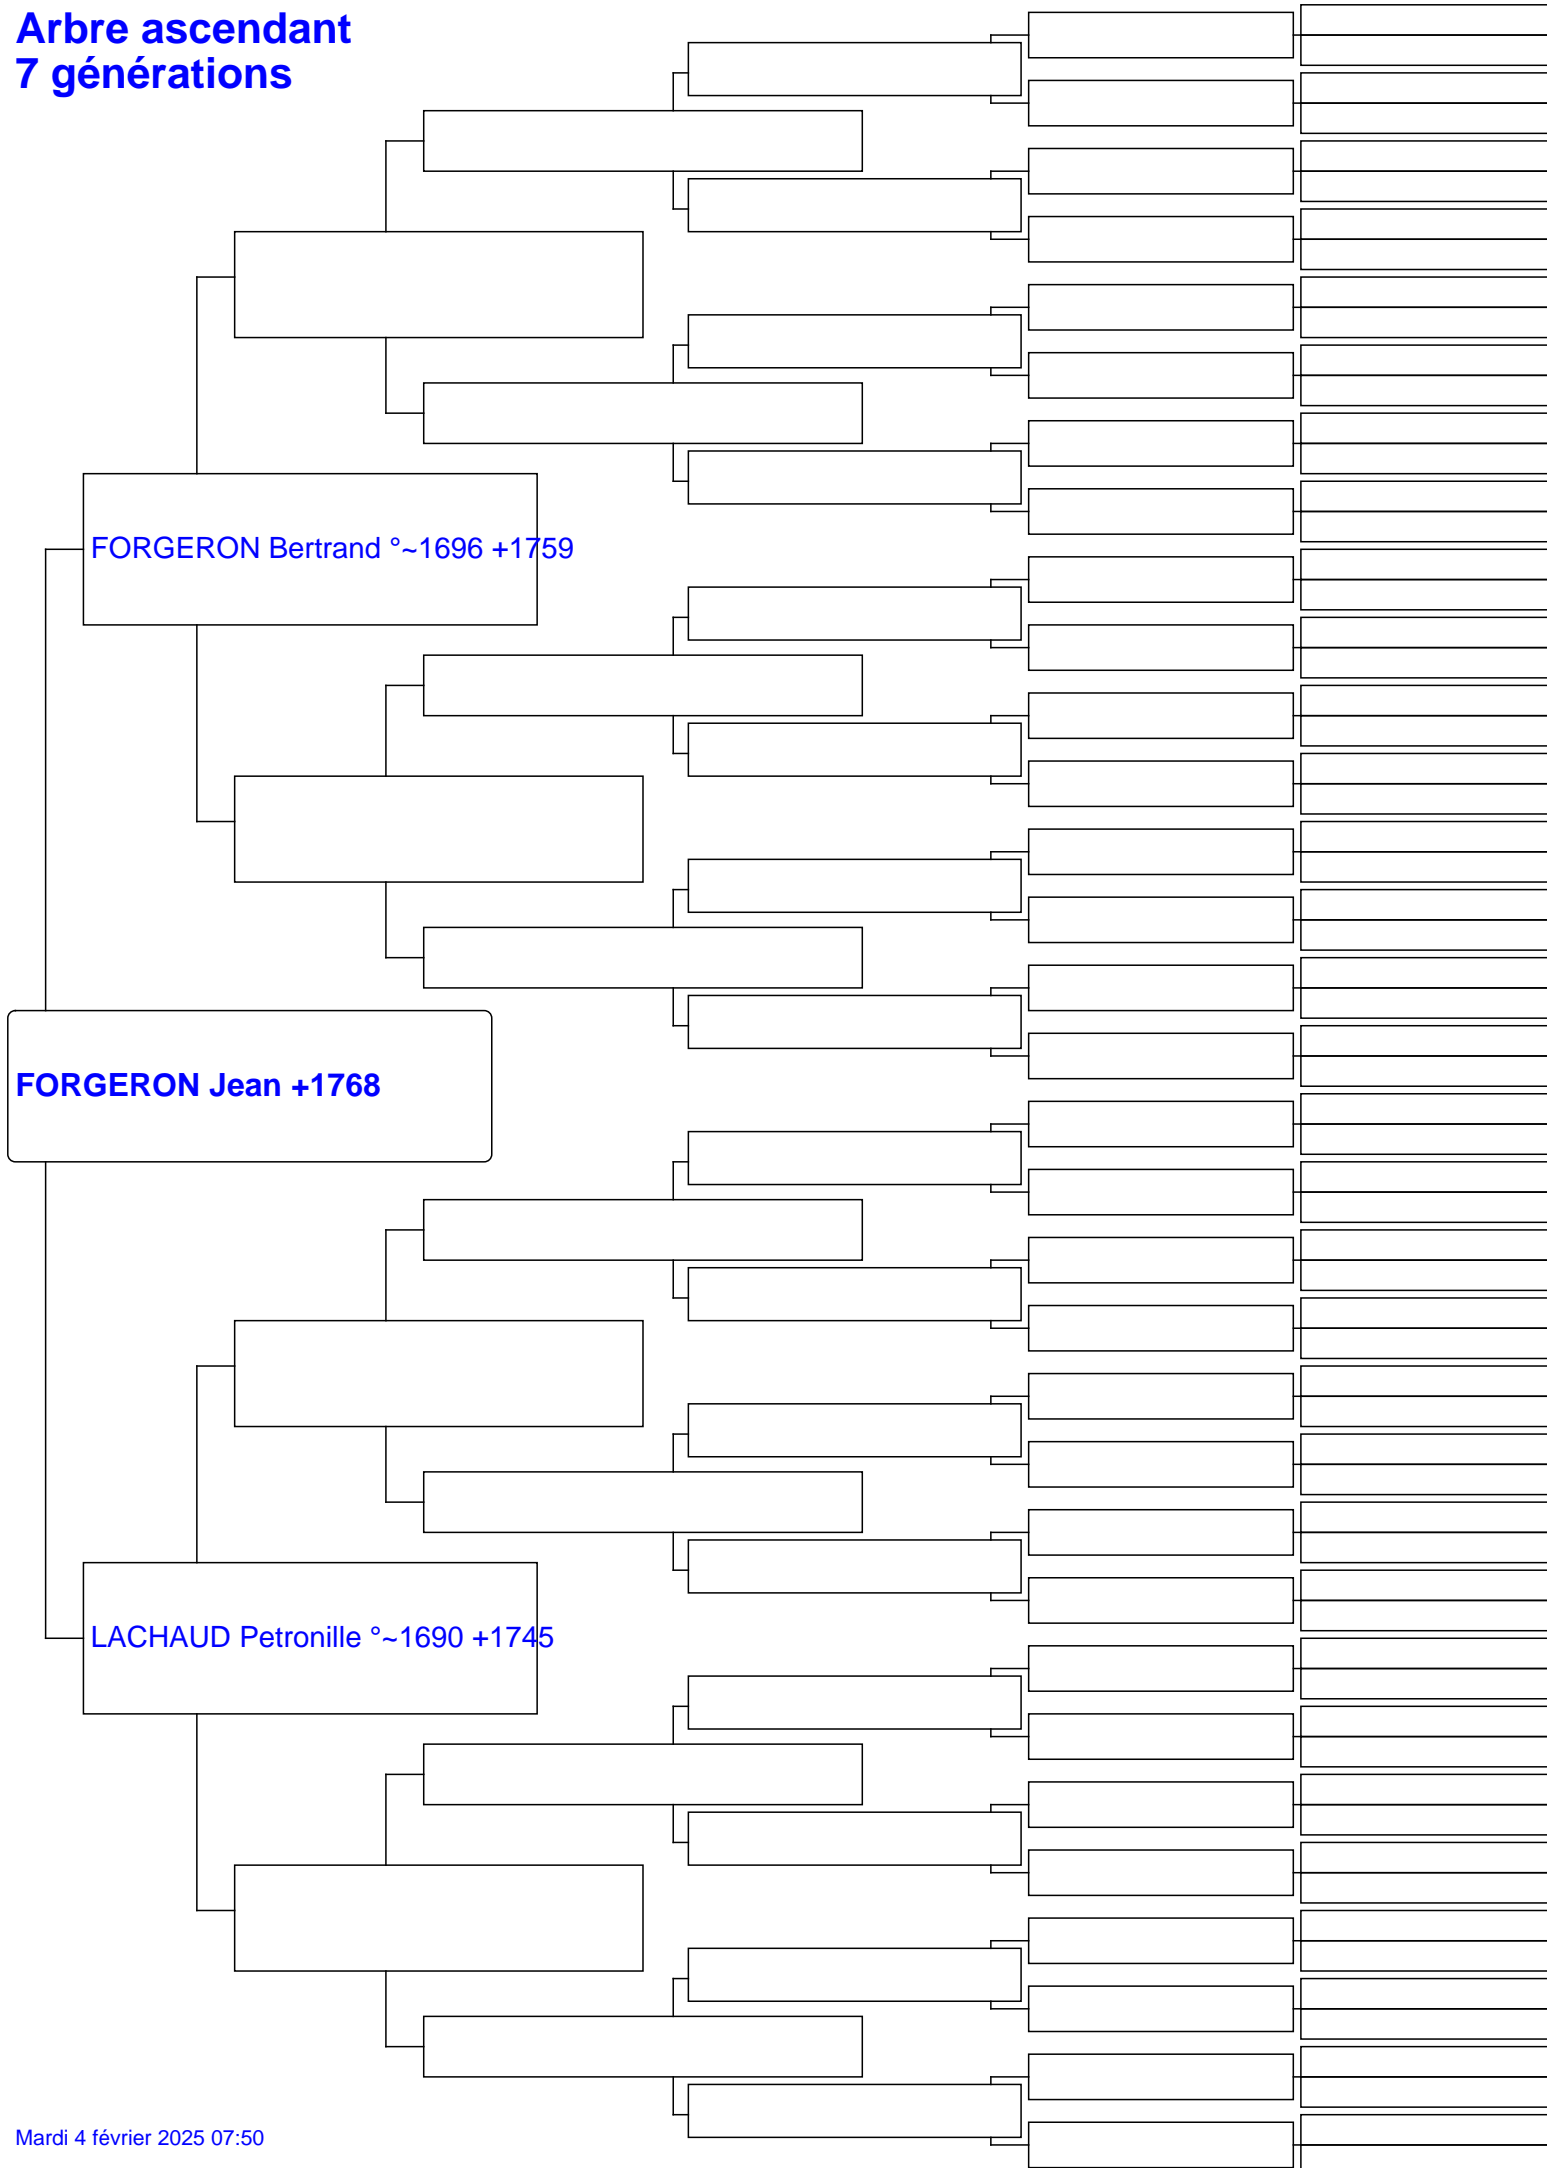 Arbre ascendant
7 générations
FORGERON Bertrand °~1696 +1759
FORGERON Jean +1768
LACHAUD Petronille °~1690 +1745
Mardi 4 février 2025 07:50